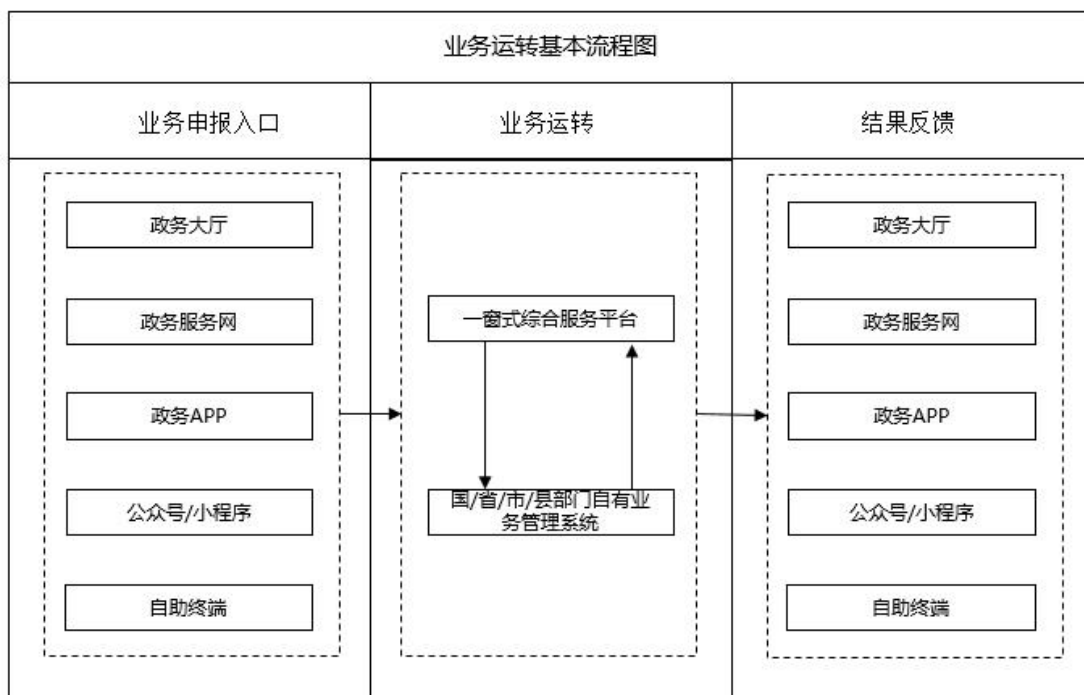 业务运转基本流程图
业务申报入口
业务运转
结果反馈
政务大厅
政务服务网
政务APP
公众号/小程序
自助终端
一窗式综合服务平台
国/省/市/县部门自有业
务管理系统
政务大厅
政务服务网
政务APP
公众号/小程序
自助终端